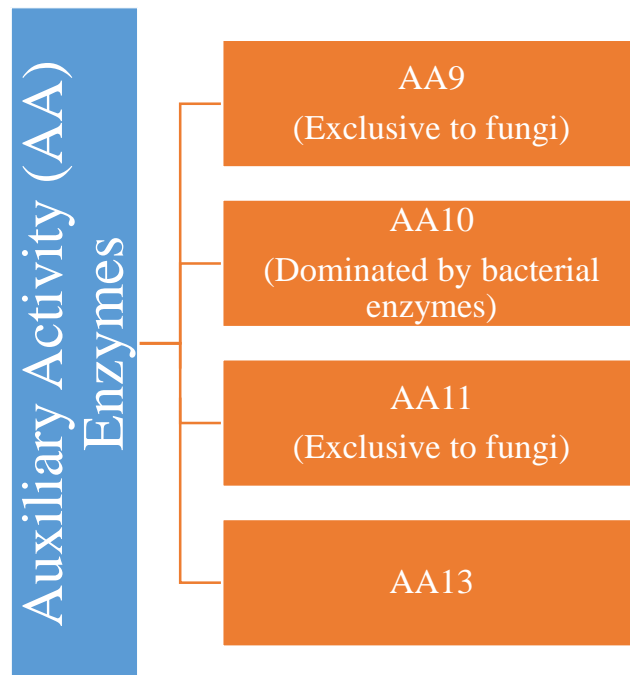 Auxiliary Activity (AA)
Enzymes
AA9
(Exclusive to fungi)
AA10
(Dominated by bacterial
enzymes)
AA11
(Exclusive to fungi)
AA13